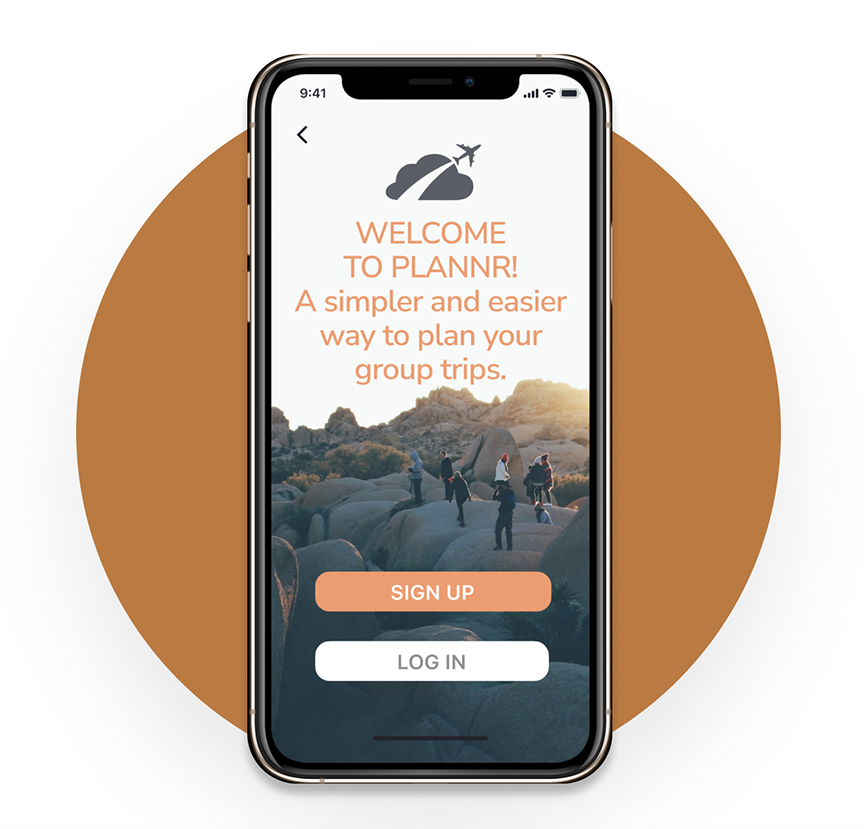 9:41
WELCOME
TO PLANNR!
A simpler and easier
way to plan your
group trips.
SIGN UP
LOG IN